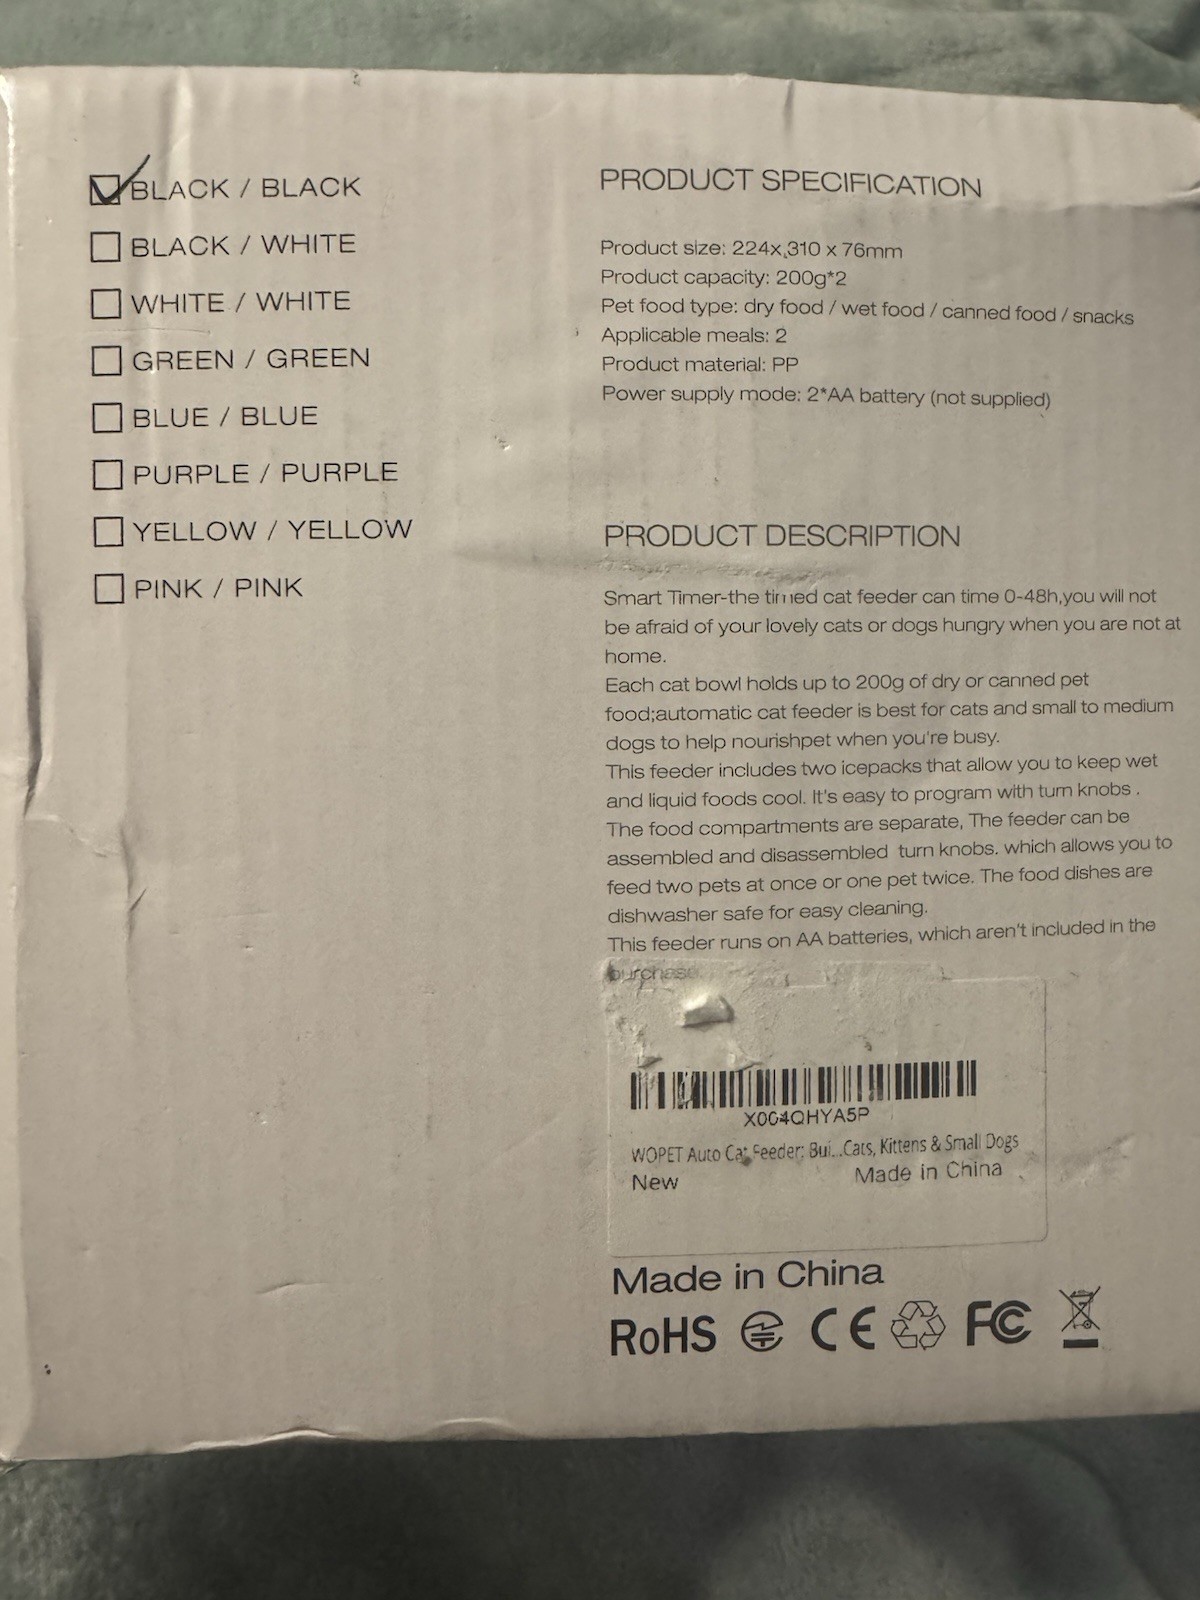 BLACK / BLACK
BLACK / WHITE
WHITE / WHITE
GREEN / GREEN
BLUE / BLUE
PURPLE / PURPLE
YELLOW / YELLOW
PINK / PINK
PRODUCT SPECIFICATION
Product size: 224x310 x 76mm
Product capacity: 200g*2
Pet food type: dry food / wet food / canned food / snacks
Applicable meals: 2
Product material: PP
Power supply mode: 2*AA battery (not supplied)
PRODUCT DESCRIPTION
Smart Timer-the timed cat feeder can time 0-48h,you will not
be afraid of your lovely cats or dogs hungry when you are not at
home.
Each cat bowl holds up to 200g of dry or canned pet
food;automatic cat feeder is best for cats and small to medium
dogs to help nourishpet when you're busy.
This feeder includes two icepacks that allow you to keep wet
and liquid foods cool. It's easy to program with turn knobs .
The food compartments are separate, The feeder can be
assembled and disassembled turn knobs. which allows you to
feed two pets at once or one pet twice. The food dishes are
dishwasher safe for easy cleaning.
This feeder runs on AA batteries, which aren't included in the
purchase.
X004QHYA5P
WOPET Auto Cat Feeder: Bui...Cats, Kittens & Small Dogs
New
Made in China
Made in China
RoHS CE FC